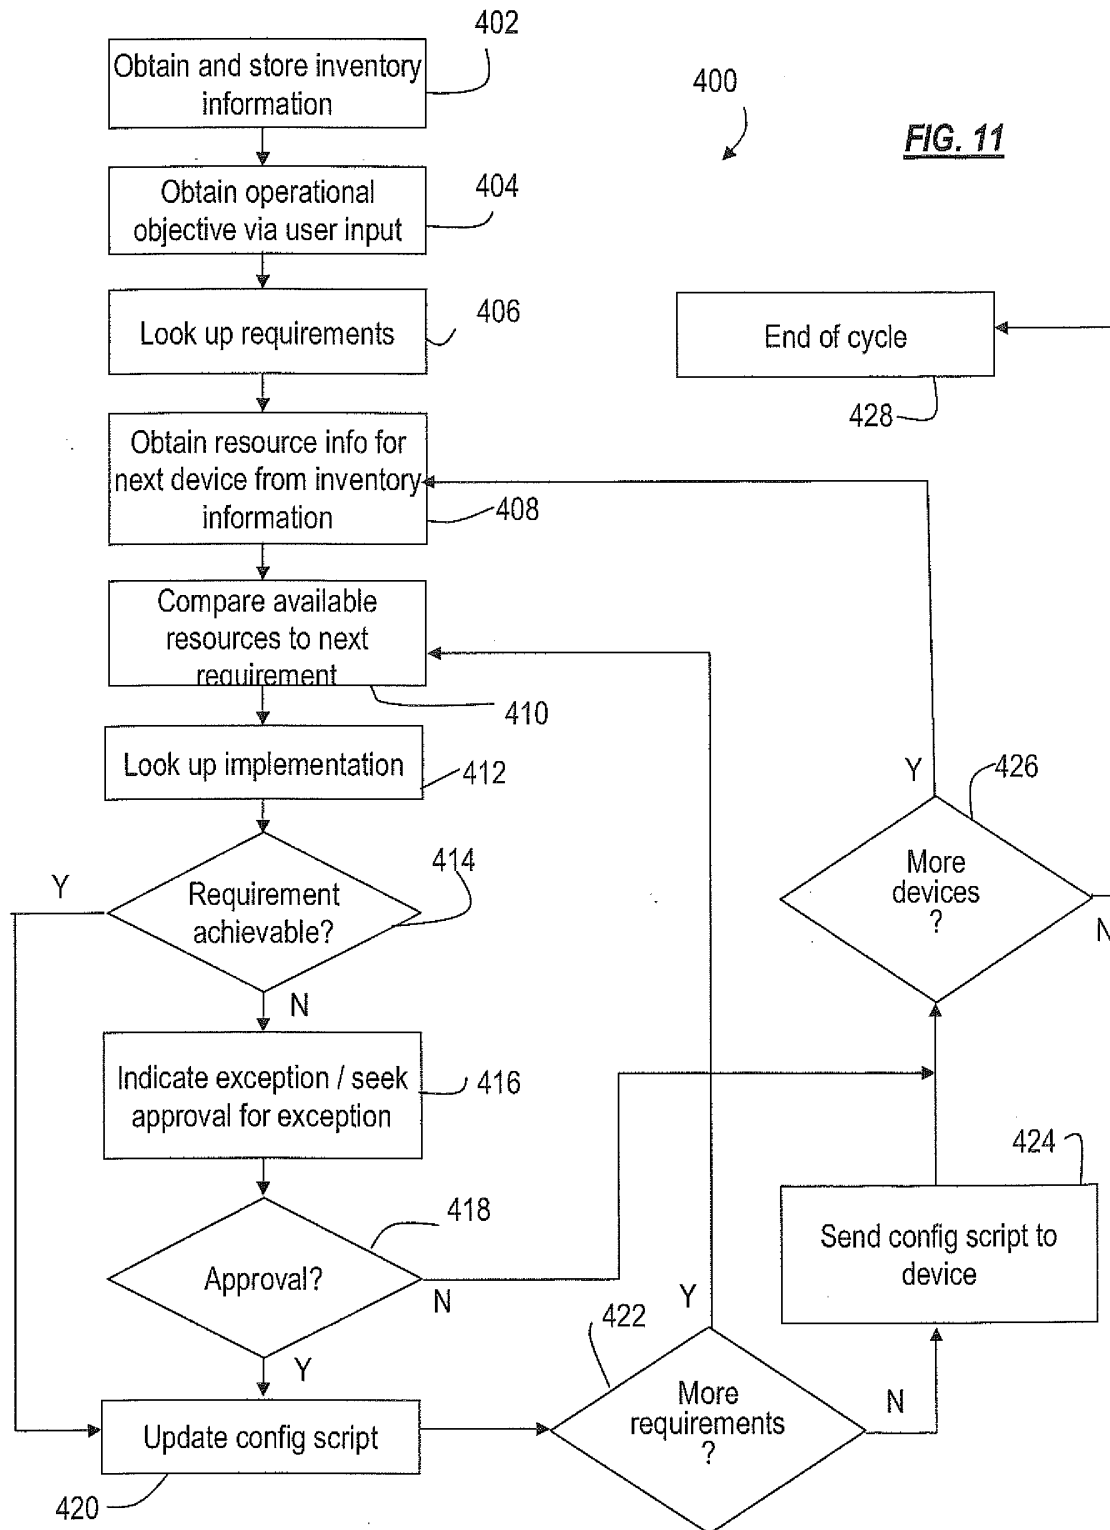 402
Obtain and store inventory
information
400
FIG. 11
Obtain operational
objective via user input
404
Look up requirements
406
End of cycle
428
Obtain resource info for
next device from inventory
information
408
Compare available
resources to next
requirement
410
Look up implementation
412
Y
426
More
devices
?
N
414
Y
Requirement
achievable?
N
Indicate exception / seek
approval for exception
416
424
Send config script to
device
418
Approval?
N
Y
Y
422
More
requirements
?
N
Update config script
420